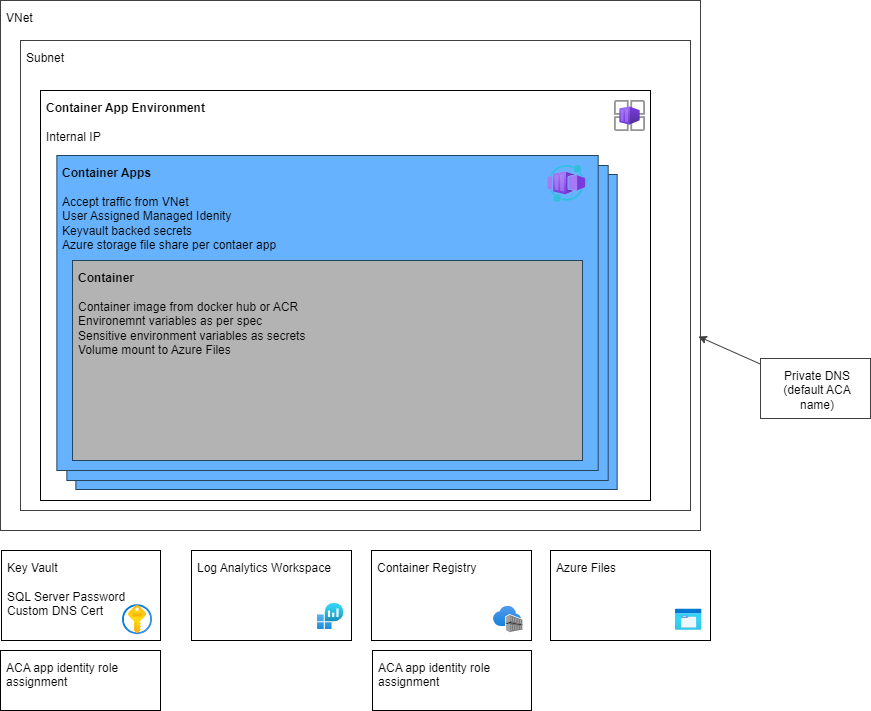 VNet
Subnet
Container App Environment
Internal IP
Container Apps
Accept traffic from VNet
User Assigned Managed Idenity
Keyvault backed secrets
Azure storage file share per contaer app
Container
Container image from docker hub or ACR
Environemnt variables as per spec
Sensitive environment variables as secrets
Volume mount to Azure Files
Private DNS
(default ACA
name)
Key Vault
SQL Server Password
Custom DNS Cert
Log Analytics Workspace
Container Registry
Azure Files
ACA app identity role
assignment
ACA app identity role
assignment